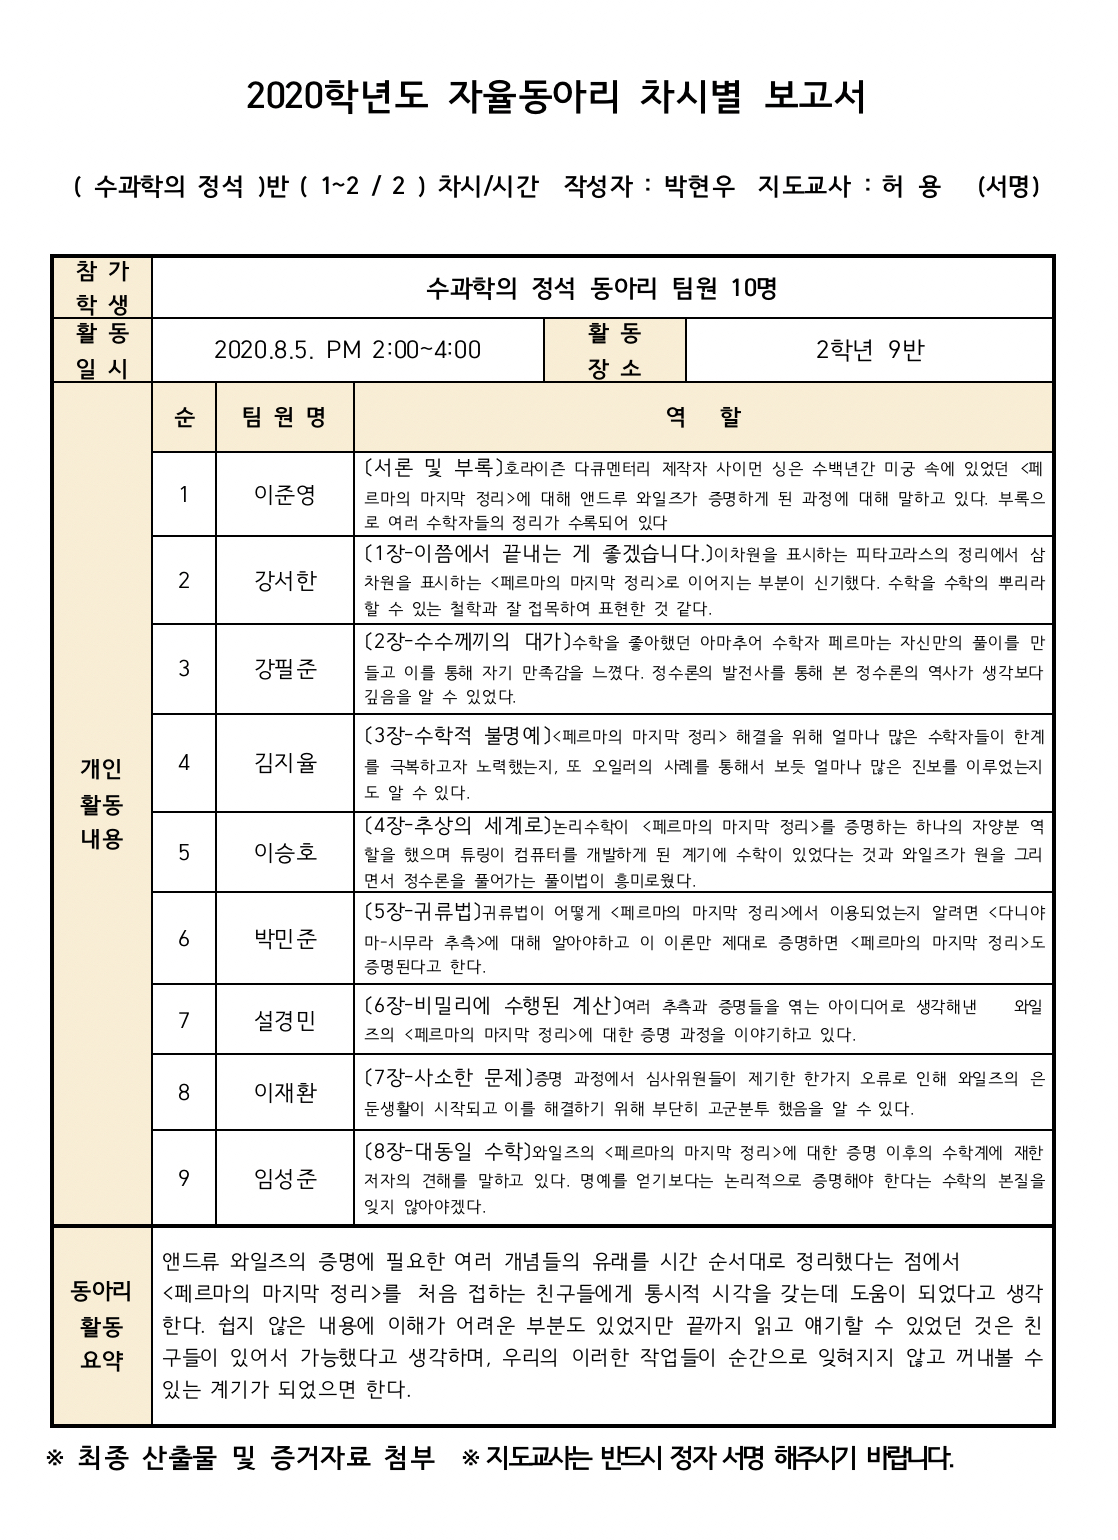 2020학년도 자율동아리 차시별 보고서
( 수과학의 정석 )반 ( 1~2 / 2 ) 차시/시간 작성자 : 박현우 지도교사 : 허 용 (서명)
참 가
학 생
수과학의 정석 동아리 팀원 10명
활 동
일 시
2020.8.5. PM 2:00~4:00
활 동
장 소
2학년 9반
개인
활동
내용
순
팀 원 명
역 할
1
이준영
〔서론 및 부록〕호라이즌 다큐멘터리 제작자 사이먼 싱은 수백년간 미궁 속에 있었던 <페
르마의 마지막 정리>에 대해 앤드루 와일즈가 증명하게 된 과정에 대해 말하고 있다. 부록으
로 여러 수학자들의 정리가 수록되어 있다
2
강서한
〔1장-이쯤에서 끝내는 게 좋겠습니다.〕이차원을 표시하는 피타고라스의 정리에서 삼
차원을 표시하는 <페르마의 마지막 정리>로 이어지는 부분이 신기했다. 수학을 수학의 뿌리라
할 수 있는 철학과 잘 접목하여 표현한 것 같다.
3
강필준
〔2장-수수께끼의 대가〕수학을 좋아했던 아마추어 수학자 페르마는 자신만의 풀이를 만
들고 이를 통해 자기 만족감을 느꼈다. 정수론의 발전사를 통해 본 정수론의 역사가 생각보다
깊음을 알 수 있었다.
4
김지율
〔3장-수학적 불명예〕<페르마의 마지막 정리> 해결을 위해 얼마나 많은 수학자들이 한계
를 극복하고자 노력했는지, 또 오일러의 사례를 통해서 보듯 얼마나 많은 진보를 이루었는지
도 알 수 있다.
5
이승호
〔4장-추상의 세계로〕논리수학이 <페르마의 마지막 정리>를 증명하는 하나의 자양분 역
할을 했으며 튜링이 컴퓨터를 개발하게 된 계기에 수학이 있었다는 것과 와일즈가 원을 그리
면서 정수론을 풀어가는 풀이법이 흥미로웠다.
6
박민준
〔5장-귀류법〕귀류법이 어떻게 <페르마의 마지막 정리>에서 이용되었는지 알려면 <다니야
마-시무라 추측>에 대해 알아야하고 이 이론만 제대로 증명하면 <페르마의 마지막 정리>도
증명된다고 한다.
7
설경민
〔6장-비밀리에 수행된 계산〕여러 추측과 증명들을 엮는 아이디어로 생각해낸 와일
즈의 <페르마의 마지막 정리>에 대한 증명 과정을 이야기하고 있다.
8
이재환
〔7장-사소한 문제〕증명 과정에서 심사위원들이 제기한 한가지 오류로 인해 와일즈의 은
둔생활이 시작되고 이를 해결하기 위해 부단히 고군분투 했음을 알 수 있다.
9
임성준
〔8장-대동일 수학〕와일즈의 <페르마의 마지막 정리>에 대한 증명 이후의 수학계에 재한
저자의 견해를 말하고 있다. 명예를 얻기보다는 논리적으로 증명해야 한다는 수학의 본질을
잊지 않아야겠다.
동아리
활동
요약
앤드류 와일즈의 증명에 필요한 여러 개념들의 유래를 시간 순서대로 정리했다는 점에서
<페르마의 마지막 정리>를 처음 접하는 친구들에게 통시적 시각을 갖는데 도움이 되었다고 생각
한다. 쉽지 않은 내용에 이해가 어려운 부분도 있었지만 끝까지 읽고 얘기할 수 있었던 것은 친
구들이 있어서 가능했다고 생각하며, 우리의 이러한 작업들이 순간으로 잊혀지지 않고 꺼내볼 수
있는 계기가 되었으면 한다.
※ 최종 산출물 및 증거자료 첨부 ※ 지도교사는 반드시 정자 서명 해주시기 바랍니다.